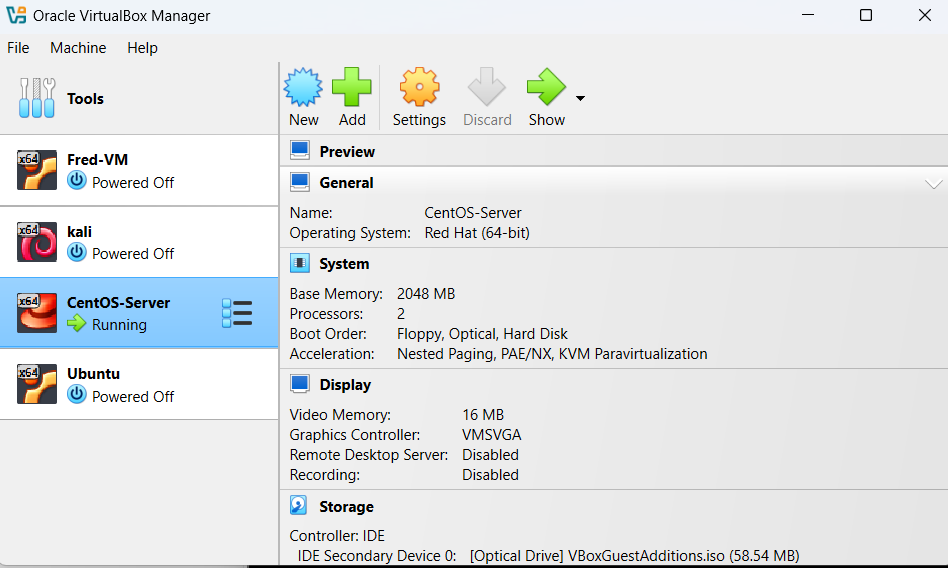 Oracle VirtualBox Manager
File Machine Help
Tools
New Add Settings Discard Show
x64 Fred-VM
Powered Off
x64 kali
Powered Off
x64 CentOS-Server
Running
x64 Ubuntu
Powered Off
Preview
General
Name: CentOS-Server
Operating System: Red Hat (64-bit)
System
Base Memory: 2048 MB
Processors: 2
Boot Order: Floppy, Optical, Hard Disk
Acceleration: Nested Paging, PAE/NX, KVM Paravirtualization
Display
Video Memory: 16 MB
Graphics Controller: VMSVGA
Remote Desktop Server: Disabled
Recording: Disabled
Storage
Controller: IDE
IDE Secondary Device 0: [Optical Drive] VBoxGuestAdditions.iso (58.54 MB)